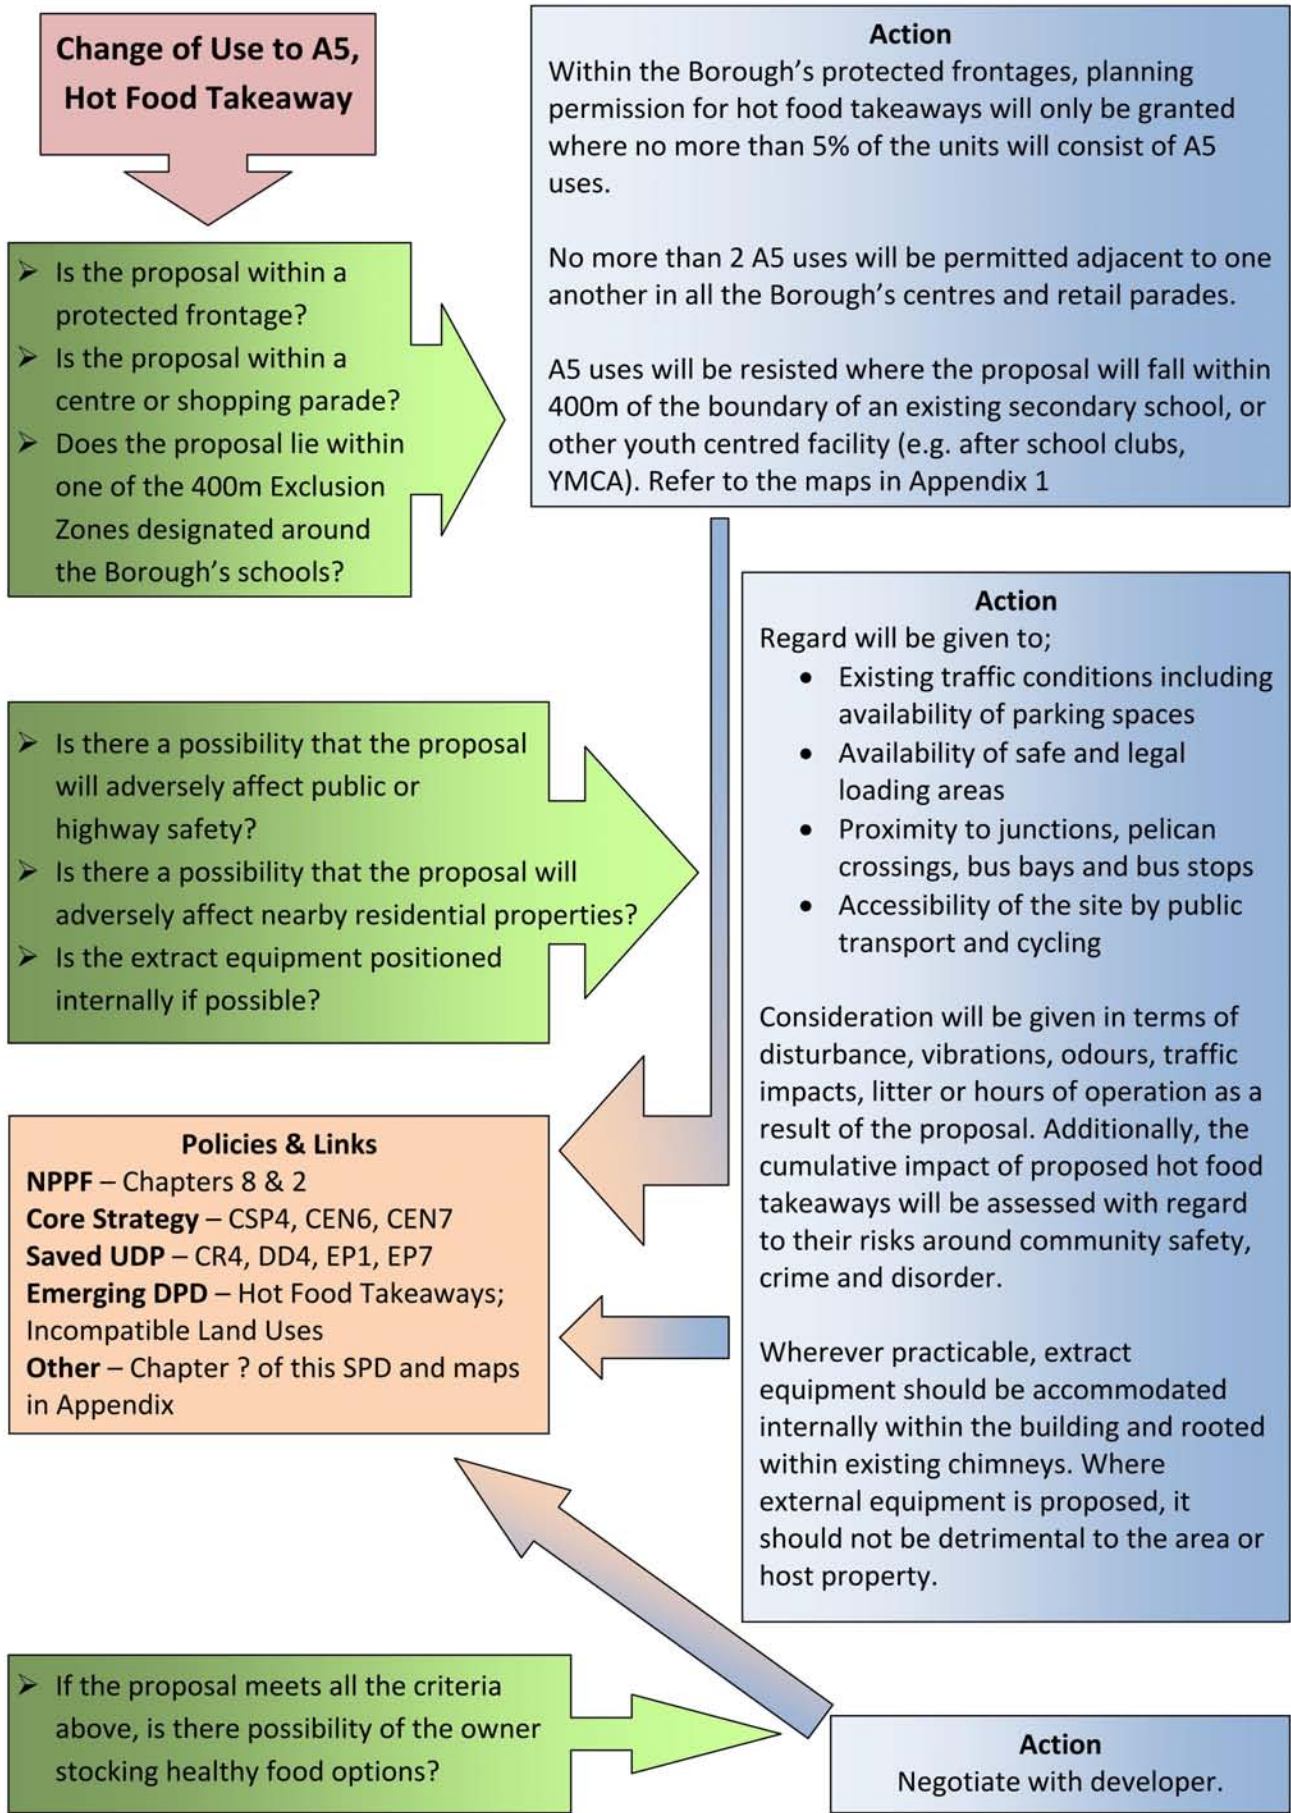 Change of Use to A5,
Hot Food Takeaway
Action
Within the Borough's protected frontages, planning
permission for hot food takeaways will only be granted
where no more than 5% of the units will consist of A5
uses.
No more than 2 A5 uses will be permitted adjacent to one
another in all the Borough's centres and retail parades.
A5 uses will be resisted where the proposal will fall within
400m of the boundary of an existing secondary school, or
other youth centred facility (e.g. after school clubs,
YMCA). Refer to the maps in Appendix 1
➢ Is the proposal within a
protected frontage?
➢ Is the proposal within a
centre or shopping parade?
➢ Does the proposal lie within
one of the 400m Exclusion
Zones designated around
the Borough's schools?
Action
Regard will be given to;
• Existing traffic conditions including
availability of parking spaces
• Availability of safe and legal
loading areas
• Proximity to junctions, pelican
crossings, bus bays and bus stops
• Accessibility of the site by public
transport and cycling
Consideration will be given in terms of
disturbance, vibrations, odours, traffic
impacts, litter or hours of operation as a
result of the proposal. Additionally, the
cumulative impact of proposed hot food
takeaways will be assessed with regard
to their risks around community safety,
crime and disorder.
Wherever practicable, extract
equipment should be accommodated
internally within the building and rooted
within existing chimneys. Where
external equipment is proposed, it
should not be detrimental to the area or
host property.
➢ Is there a possibility that the proposal
will adversely affect public or
highway safety?
➢ Is there a possibility that the proposal will
adversely affect nearby residential properties?
➢ Is the extract equipment positioned
internally if possible?
Policies & Links
NPPF – Chapters 8 & 2
Core Strategy – CSP4, CEN6, CEN7
Saved UDP – CR4, DD4, EP1, EP7
Emerging DPD – Hot Food Takeaways;
Incompatible Land Uses
Other – Chapter ? of this SPD and maps
in Appendix
➢ If the proposal meets all the criteria
above, is there possibility of the owner
stocking healthy food options?
Action
Negotiate with developer.